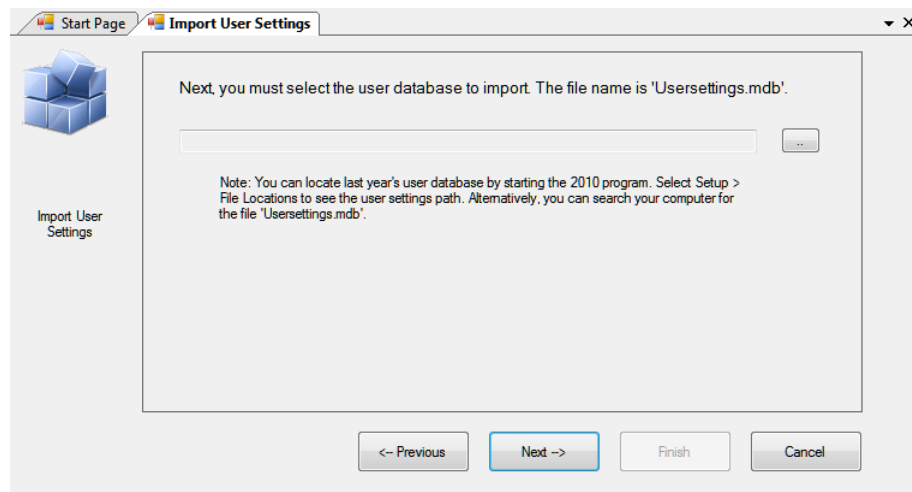 Start Page
Import User Settings
Next, you must select the user database to import. The file name is 'Usersettings.mdb'.
..
Note: You can locate last year's user database by starting the 2010 program. Select Setup >
File Locations to see the user settings path. Alternatively, you can search your computer for
the file 'Usersettings.mdb'.
Import User
Settings
<-- Previous
Next -->
Finish
Cancel